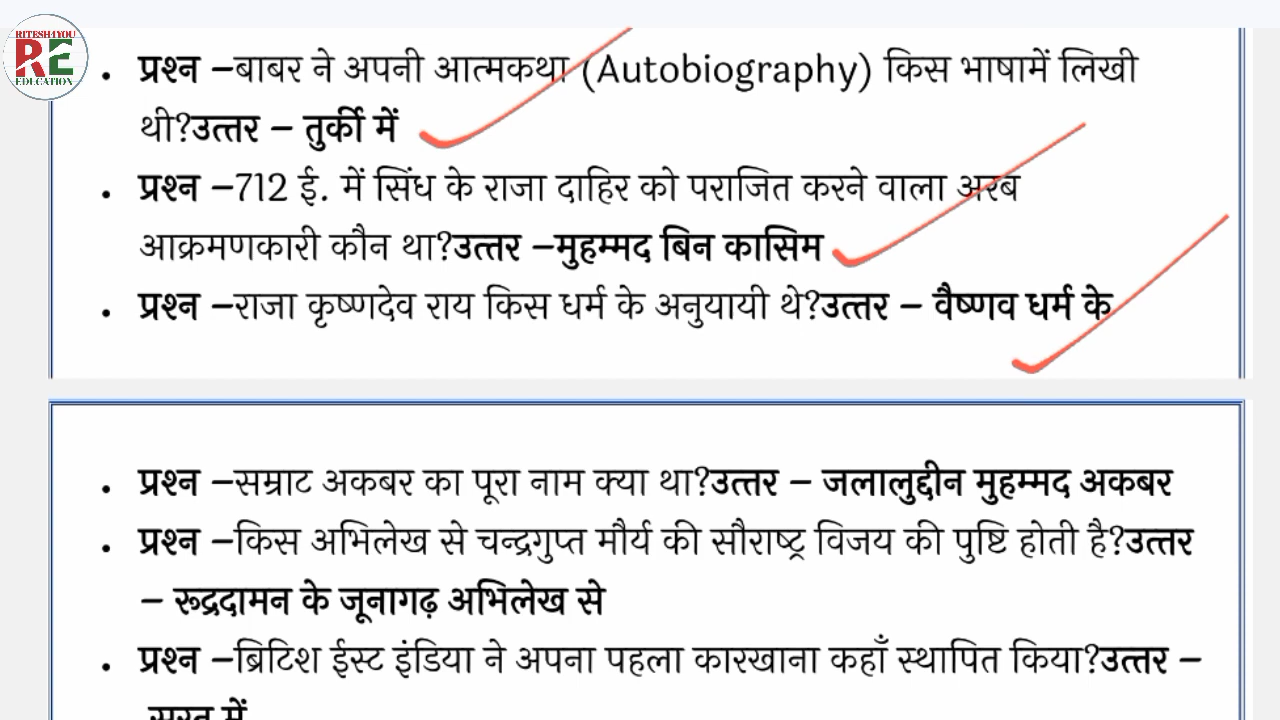 RITESH4YOU
RE
EDUCATION
• प्रश्न –बाबर ने अपनी आत्मकथा (Autobiography) किस भाषामें लिखी
थी?उत्तर – तुर्की में
• प्रश्न –712 ई. में सिंध के राजा दाहिर को पराजित करने वाला अरब
आक्रमणकारी कौन था?उत्तर –मुहम्मद बिन कासिम
• प्रश्न –राजा कृष्णदेव राय किस धर्म के अनुयायी थे?उत्तर – वैष्णव धर्म के
• प्रश्न –सम्राट अकबर का पूरा नाम क्या था?उत्तर – जलालुद्दीन मुहम्मद अकबर
• प्रश्न –किस अभिलेख से चन्द्रगुप्त मौर्य की सौराष्ट्र विजय की पुष्टि होती है?उत्तर
– रूद्रदामन के जूनागढ़ अभिलेख से
• प्रश्न –ब्रिटिश ईस्ट इंडिया ने अपना पहला कारखाना कहाँ स्थापित किया?उत्तर –
सूरत में